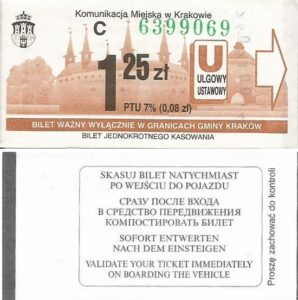 Komunikacja Miejska w Krakowie
C 6399069
1 25 zł
U
ULGOWY
USTAWOWY
PTU 7% (0,08 zł)
BILET WAŻNY WYŁĄCZNIE W GRANICACH GMINY KRAKÓW
BILET JEDNOKROTNEGO KASOWANIA
SKASUJ BILET NATYCHMIAST
PO WEJŚCIU DO POJAZDU
СРАЗУ ПОСЛЕ ВХОДА
В СРЕДСТВО ПЕРЕДВИЖЕНИЯ
КОМПОСТИРОВАТЬ БИЛЕТ
SOFORT ENTWERTEN
NACH DEM EINSTEIGEN
VALIDATE YOUR TICKET IMMEDIATELY
ON BOARDING THE VEHICLE
Proszę zachować do kontroli